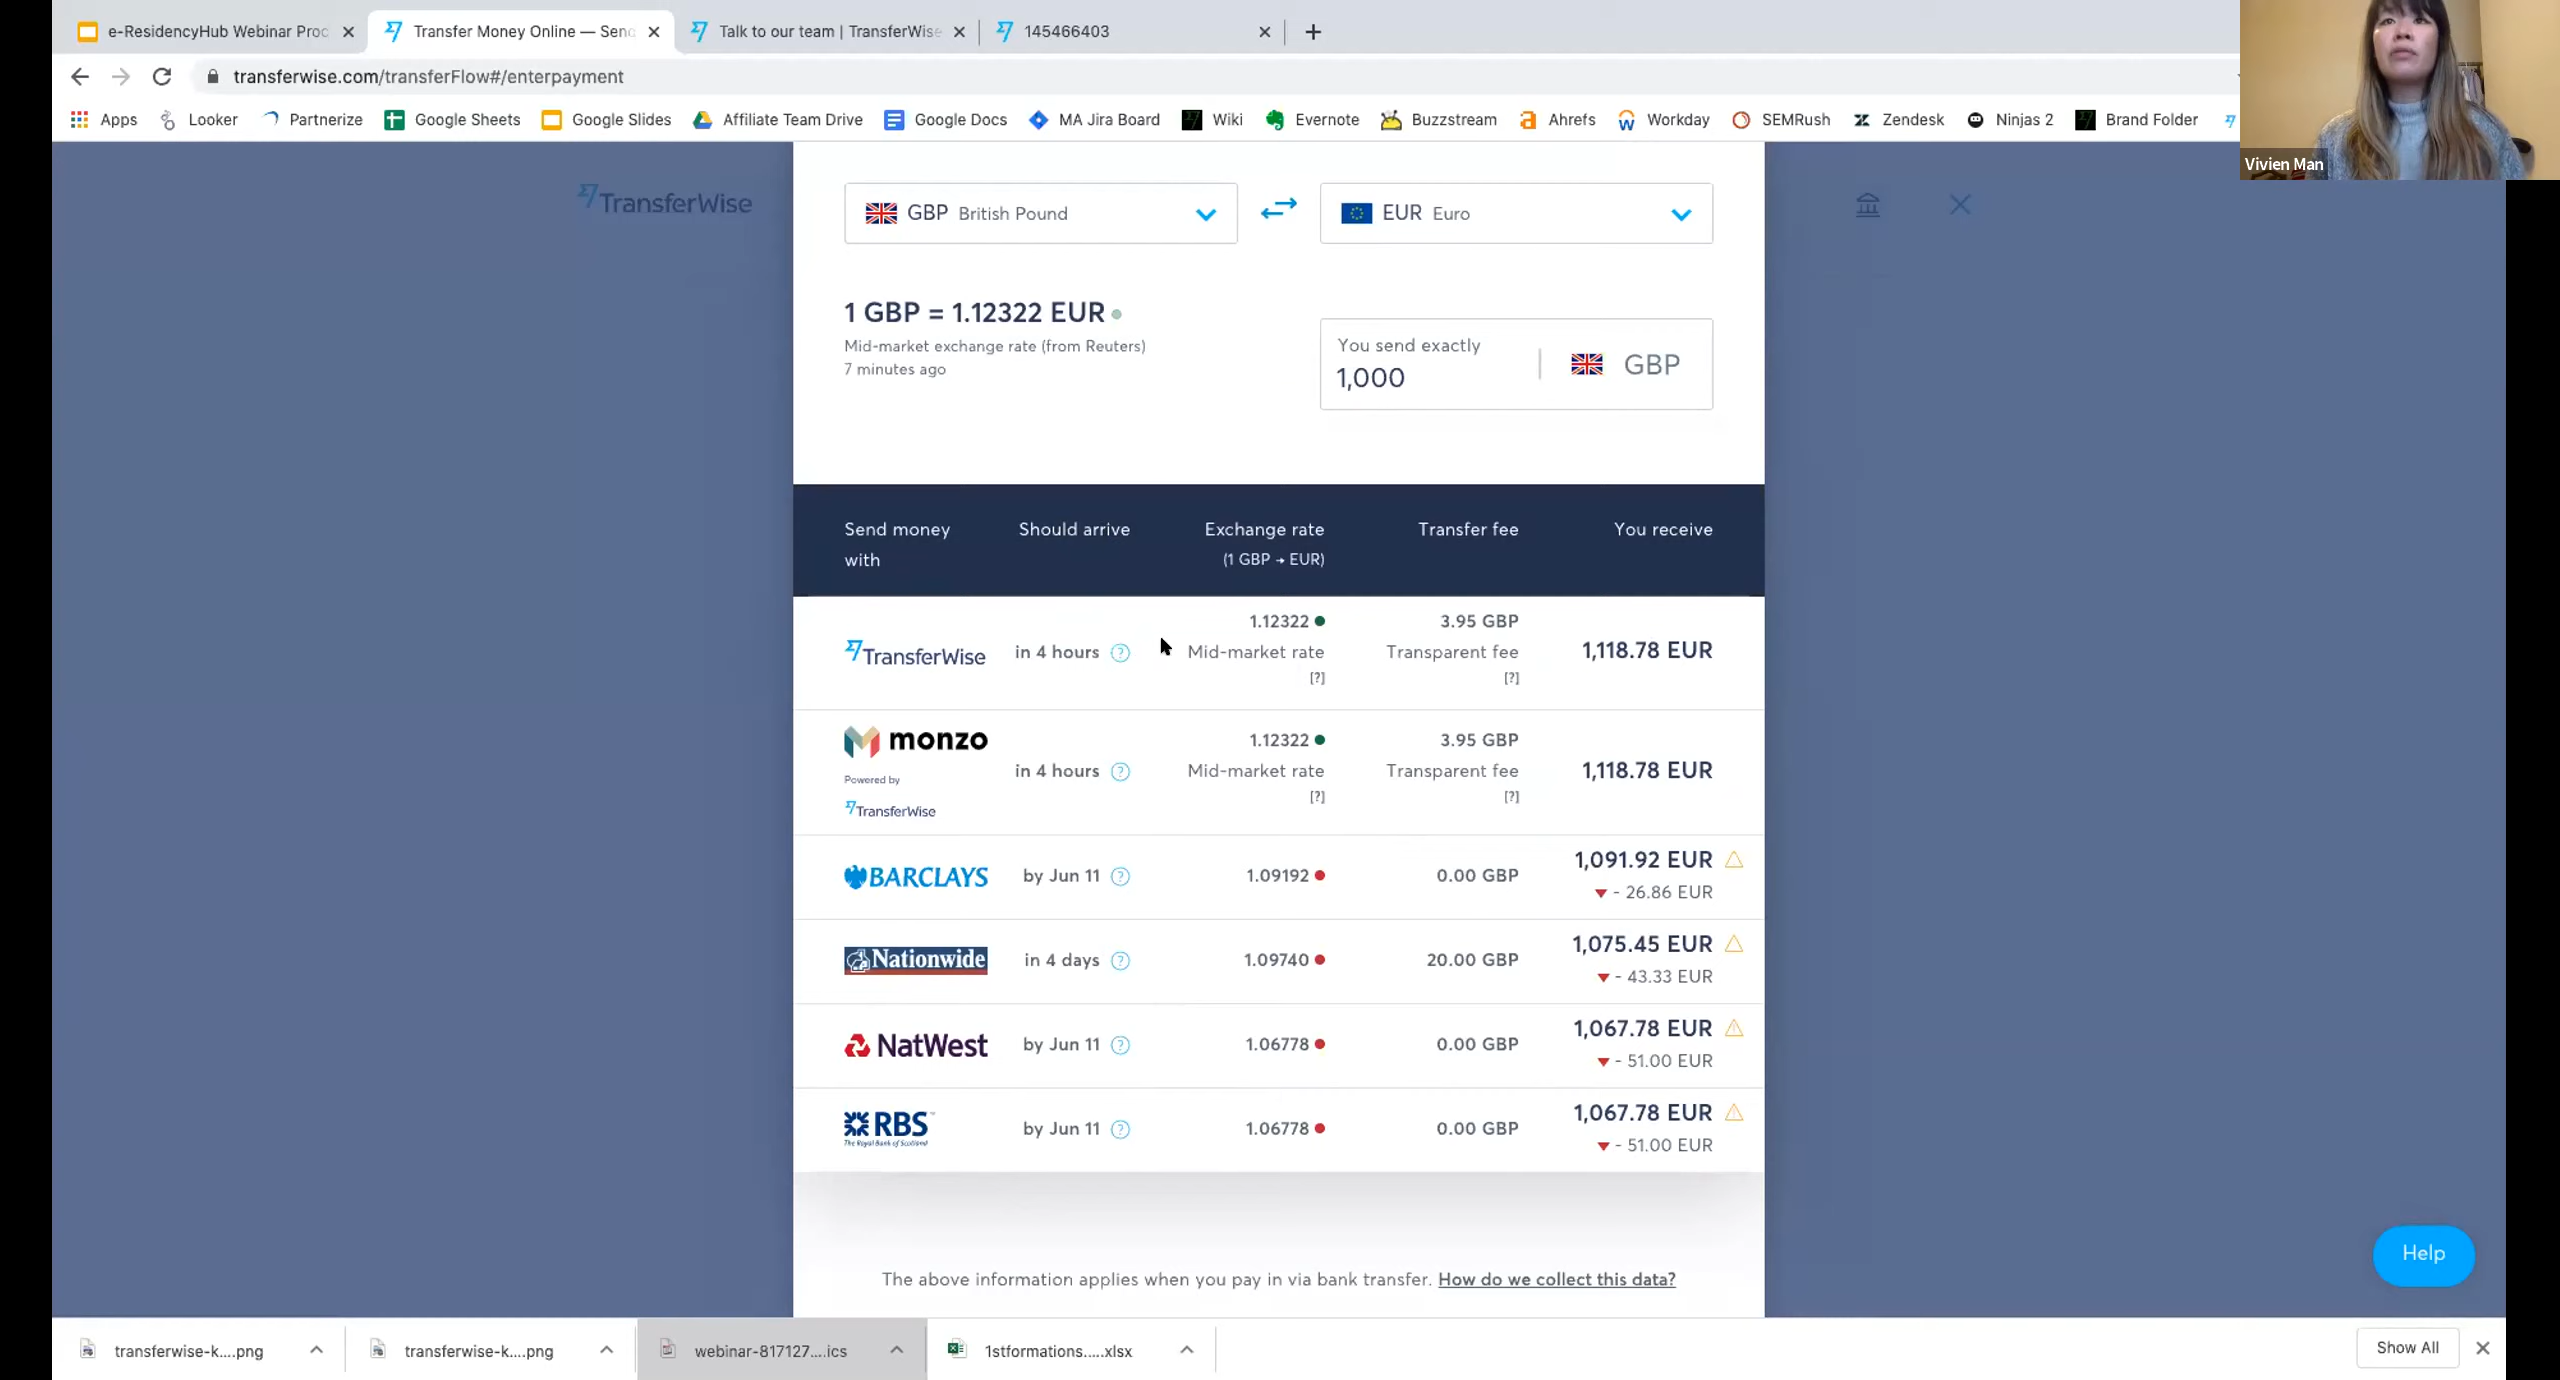 e-ResidencyHub Webinar Proc
Transfer Money Online — Send
Talk to our team | TransferWise
145466403
transferwise.com/transferFlow#/enterpayment
Apps Looker Partnerize Google Sheets Google Slides Affiliate Team Drive Google Docs MA Jira Board Wiki Evernote Buzzstream Ahrefs Workday SEMRush Zendesk Ninjas 2 Brand Folder
Vivien Man
TransferWise
GBP British Pound
EUR Euro
1 GBP = 1.12322 EUR
Mid-market exchange rate (from Reuters)
7 minutes ago
You send exactly
1,000
GBP
Send money with
Should arrive
Exchange rate
(1 GBP → EUR)
Transfer fee
You receive
TransferWise
in 4 hours ?
1.12322
Mid-market rate
[?]
3.95 GBP
Transparent fee
[?]
1,118.78 EUR
monzo
Powered by
TransferWise
in 4 hours ?
1.12322
Mid-market rate
[?]
3.95 GBP
Transparent fee
[?]
1,118.78 EUR
BARCLAYS
by Jun 11 ?
1.09192
0.00 GBP
1,091.92 EUR
- 26.86 EUR
Nationwide
in 4 days ?
1.09740
20.00 GBP
1,075.45 EUR
- 43.33 EUR
NatWest
by Jun 11 ?
1.06778
0.00 GBP
1,067.78 EUR
- 51.00 EUR
RBS
The Royal Bank of Scotland
by Jun 11 ?
1.06778
0.00 GBP
1,067.78 EUR
- 51.00 EUR
The above information applies when you pay in via bank transfer. How do we collect this data?
Help
transferwise-k....png
transferwise-k....png
webinar-817127....ics
1stformations.....xlsx
Show All